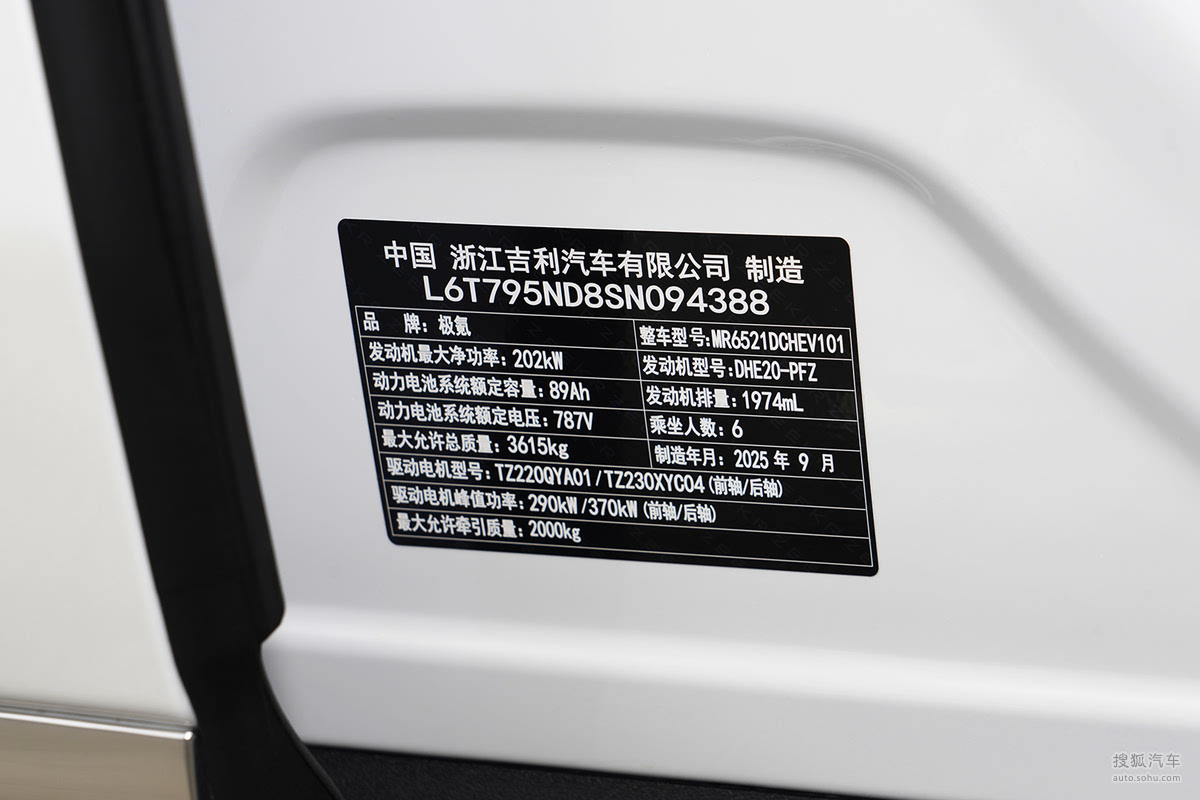 中国 浙江吉利汽车有限公司 制造
L6T795ND8SN094388
品 牌：极氪 整车型号：MR6521DCHEV101
发动机最大净功率：202kW 发动机型号：DHE20-PFZ
动力电池系统额定容量：89Ah 发动机排量：1974mL
动力电池系统额定电压：787V 乘坐人数：6
最大允许总质量：3615kg 制造年月：2025 年 9 月
驱动电机型号：TZ220QYA01/TZ230XYC04(前轴/后轴)
驱动电机峰值功率：290kW/370kW(前轴/后轴)
最大允许牵引质量：2000kg
搜狐汽车
auto.sohu.com